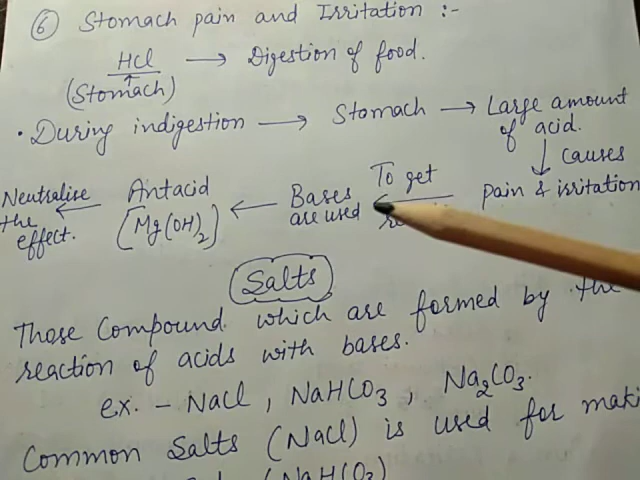 ⑥ Stomach pain and Irritation :-
HCl → Digestion of food.
(Stomach)
• During indigestion → Stomach → Large amount
of acid.
↓ causes
Neutralise ← Antacid ← Bases ← To get pain & irritation
the [Mg(OH)2] are used
effect.
Salts
Those Compound which are formed by the
reaction of acids with bases.
ex. - NaCl, NaHCO3, Na2CO3.
Common Salts (NaCl) is used for maki
(NaHCO3)